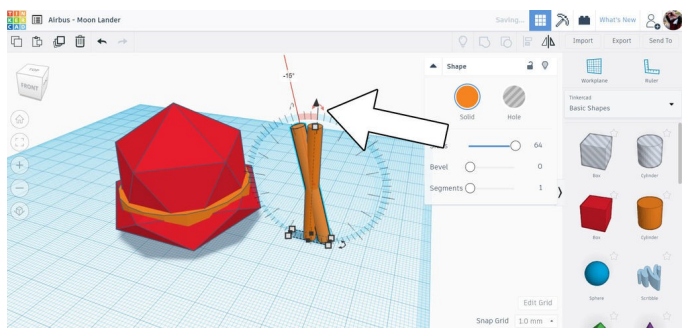 TIN
KER
CAD
Airbus - Moon Lander
Saving...
What's New
Import
Export
Send To
TOP
FRONT
-15°
Shape
Solid
Hole
64
Bevel
0
Segments
1
Edit Grid
Snap Grid
1.0 mm
Workplane
Ruler
Tinkercad
Basic Shapes
Box
Cylinder
Box
Cylinder
Sphere
Scribble